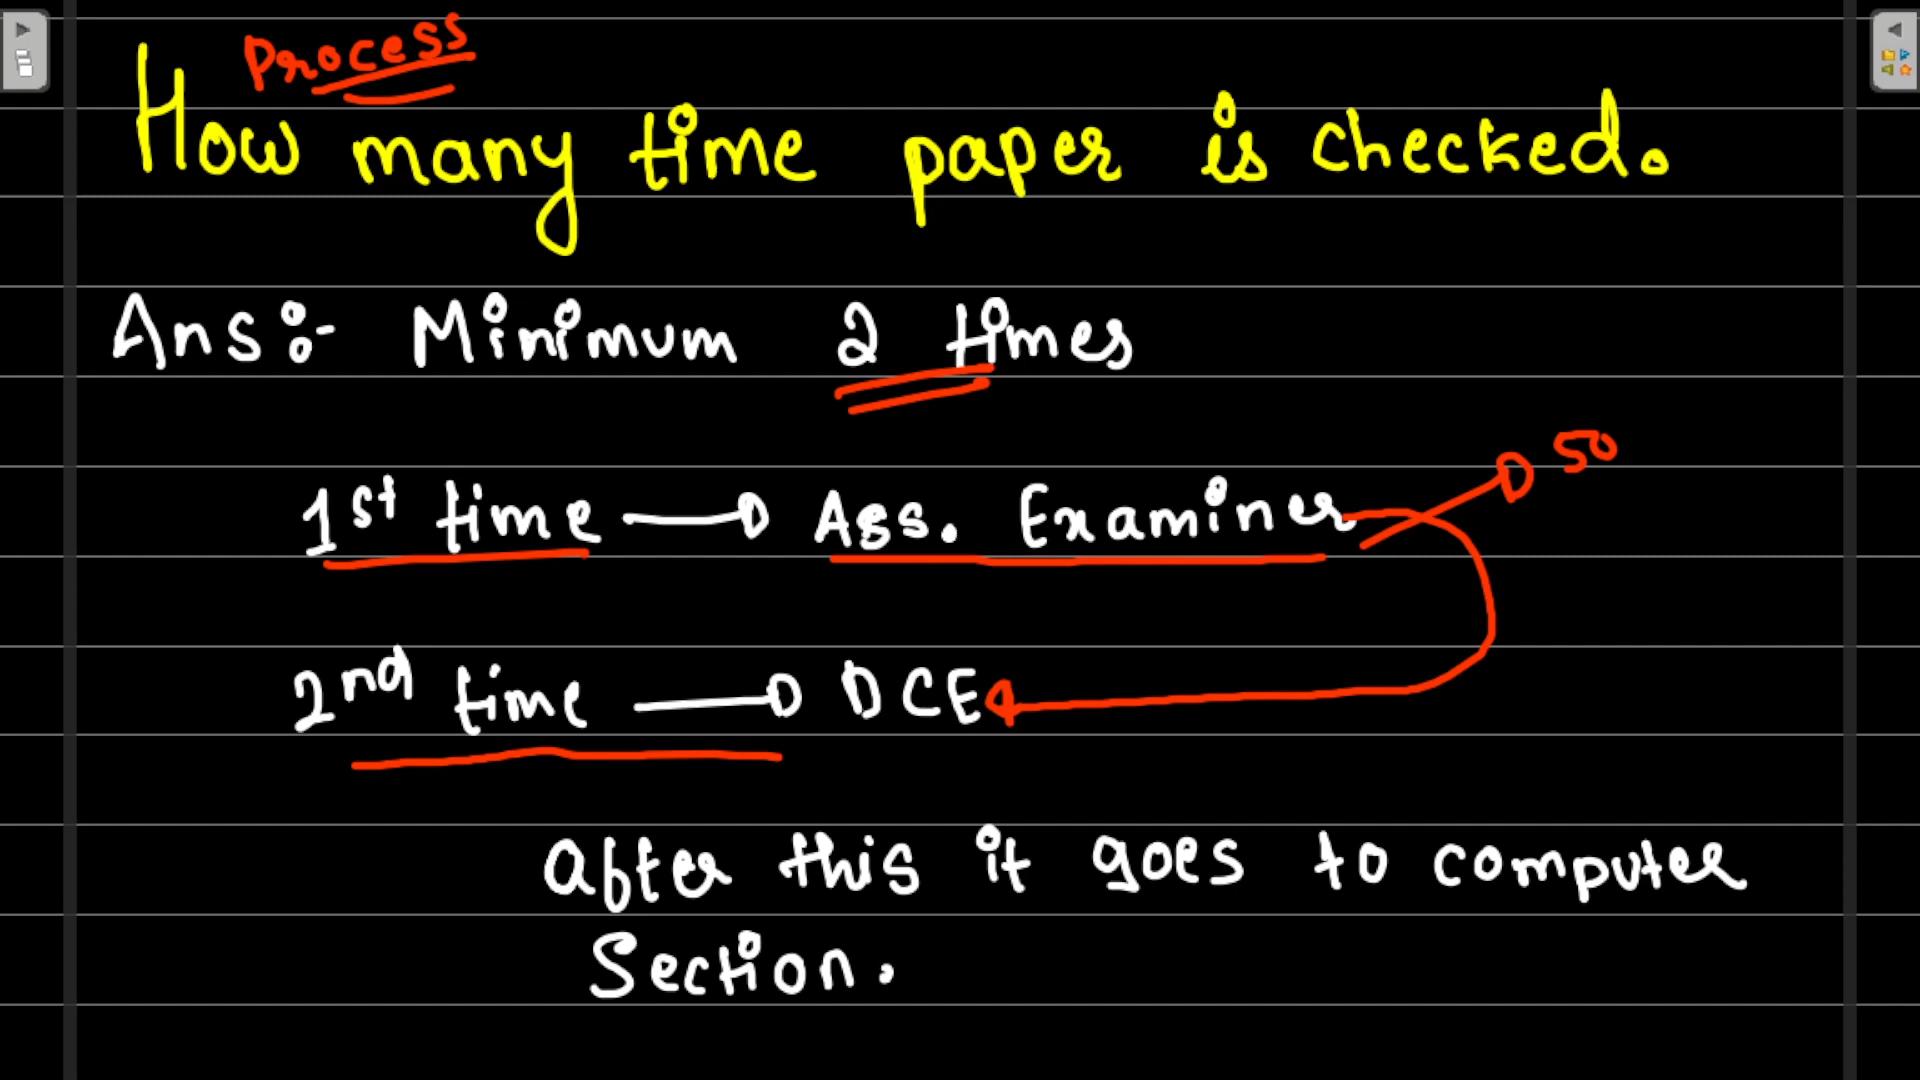 Process
How many time paper is checked.
Ans:- Minimum 2 times
50
1st time → Ass. Examiner
2nd time → DCE
After this it goes to computer
Section.